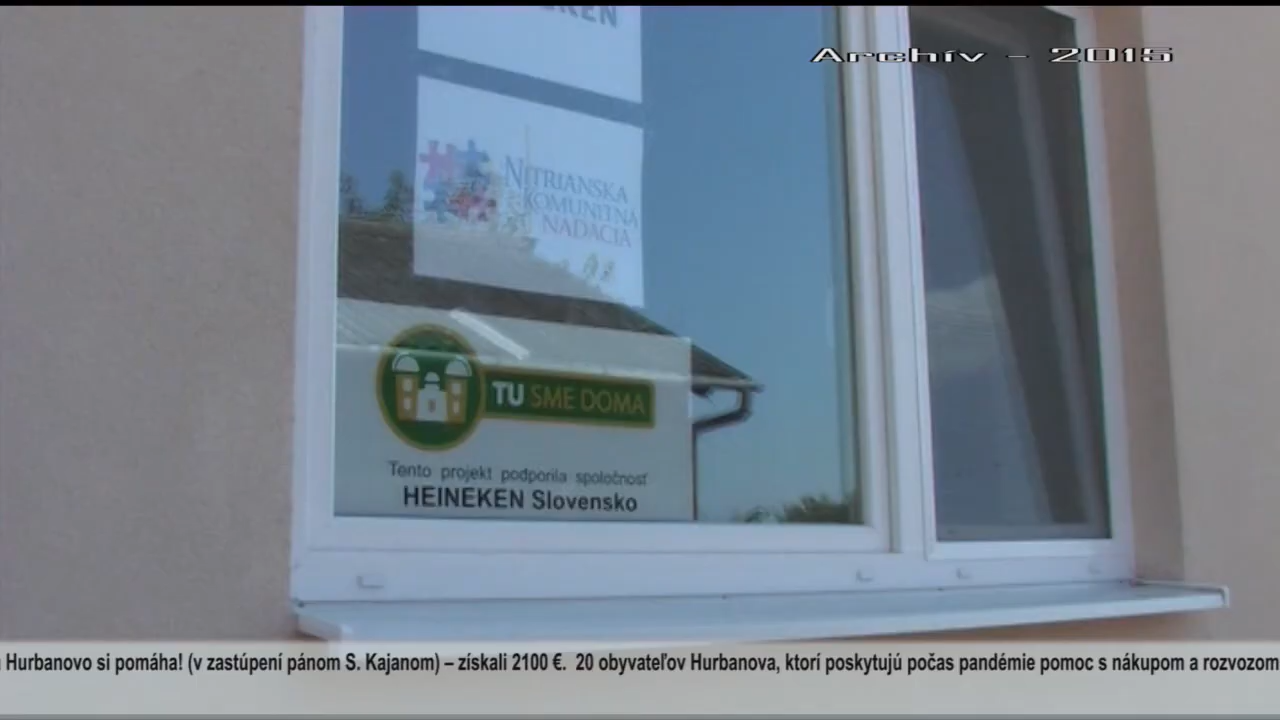 Archív - 2015
NITRIANSKA
KOMUNITNÁ
NADÁCIA
TU SME DOMA
Tento projekt podporila spoločnosť
HEINEKEN Slovensko
Hurbanovo si pomáha! (v zastúpení pánom S. Kajanom) – získali 2100 €. 20 obyvateľov Hurbanova, ktorí poskytujú počas pandémie pomoc s nákupom a rozvozom